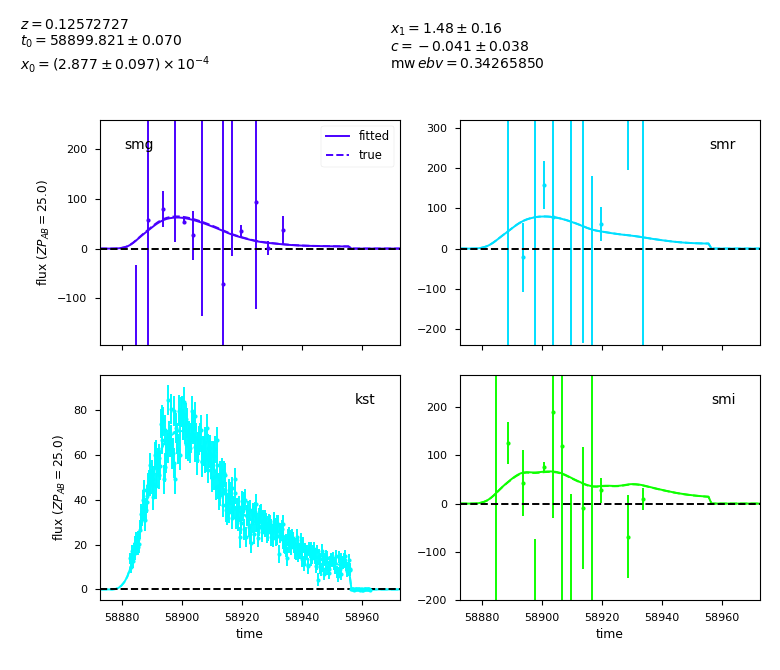 z = 0.12572727
t₀ = 58899.821 ± 0.070
x₀ = (2.877 ± 0.097) × 10⁻⁴
x₁ = 1.48 ± 0.16
c = −0.041 ± 0.038
mw ebv = 0.34265850
smg
fitted
true
200
100
0
−100
flux (ZP_AB = 25.0)
smr
300
200
100
0
−100
−200
kst
80
60
40
20
0
flux (ZP_AB = 25.0)
58880 58900 58920 58940 58960
time
smi
200
100
0
−100
−200
58880 58900 58920 58940 58960
time